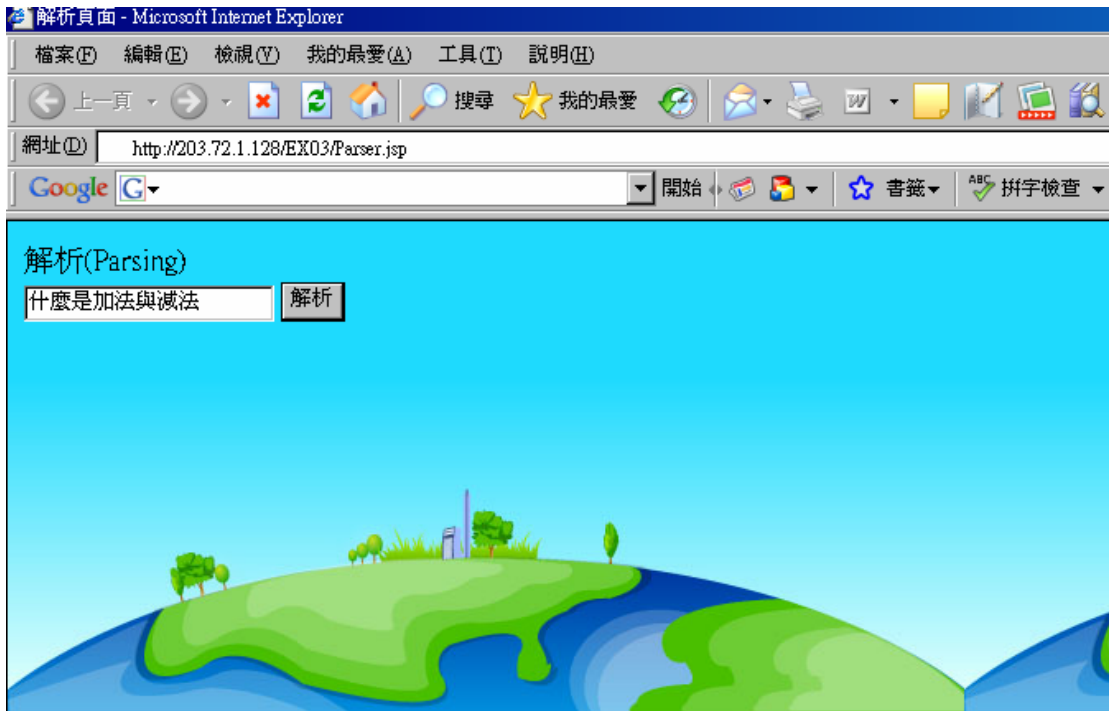 解析頁面 - Microsoft Internet Explorer
檔案(F) 編輯(E) 檢視(V) 我的最愛(A) 工具(T) 說明(H)
上一頁 搜尋 我的最愛
網址(D) http://203.72.1.128/EX03/Parser.jsp
Google G 開始 書籤 ABC 拼字檢查
解析(Parsing)
什麼是加法與減法 解析